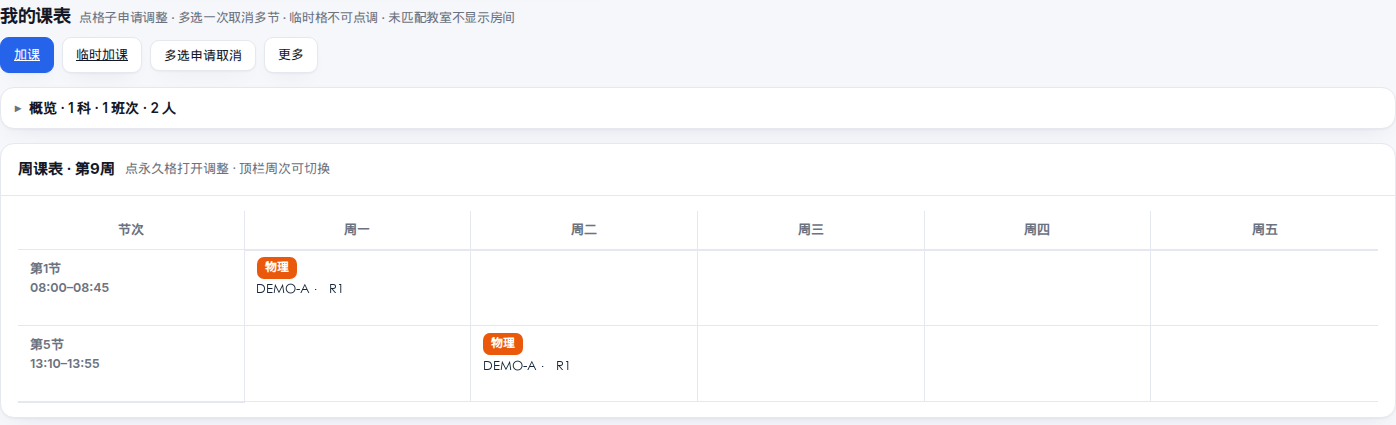 我的课表 点格子申请调整 · 多选一次取消多节 · 临时格不可点调 · 未匹配教室不显示房间
加课 临时加课 多选申请取消 更多
▸ 概览 · 1 科 · 1 班次 · 2 人
周课表 · 第9周 点永久格打开调整 · 顶栏周次可切换
节次 周一 周二 周三 周四 周五
第1节 物理
08:00–08:45 DEMO-A · R1
第5节 物理
13:10–13:55 DEMO-A · R1